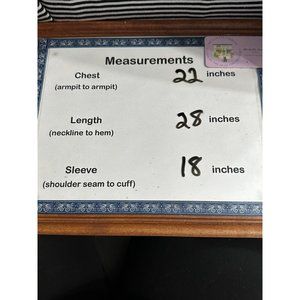 Measurements
Chest 22 inches
(armpit to armpit)
Length 28 inches
(neckline to hem)
Sleeve 18 inches
(shoulder seam to cuff)